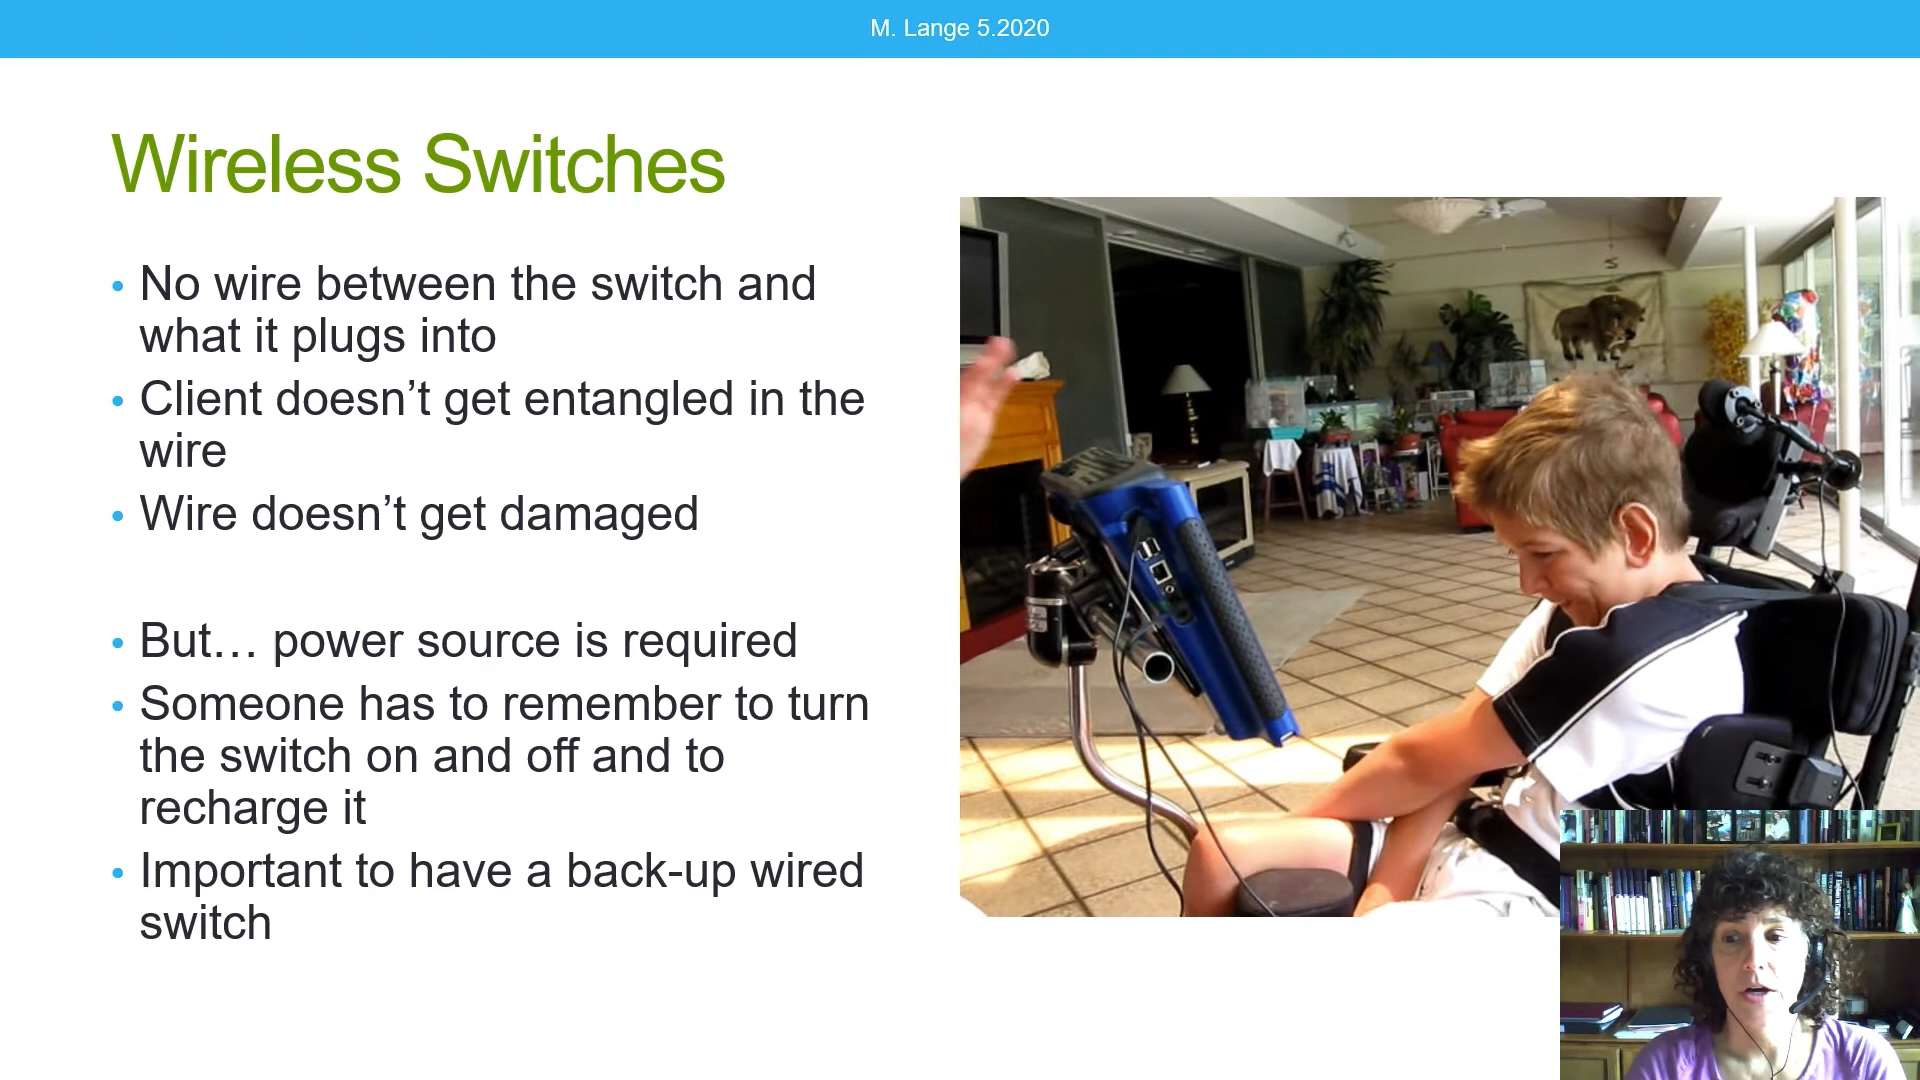 M. Lange 5.2020
Wireless Switches
• No wire between the switch and
what it plugs into
• Client doesn’t get entangled in the
wire
• Wire doesn’t get damaged
• But… power source is required
• Someone has to remember to turn
the switch on and off and to
recharge it
• Important to have a back-up wired
switch